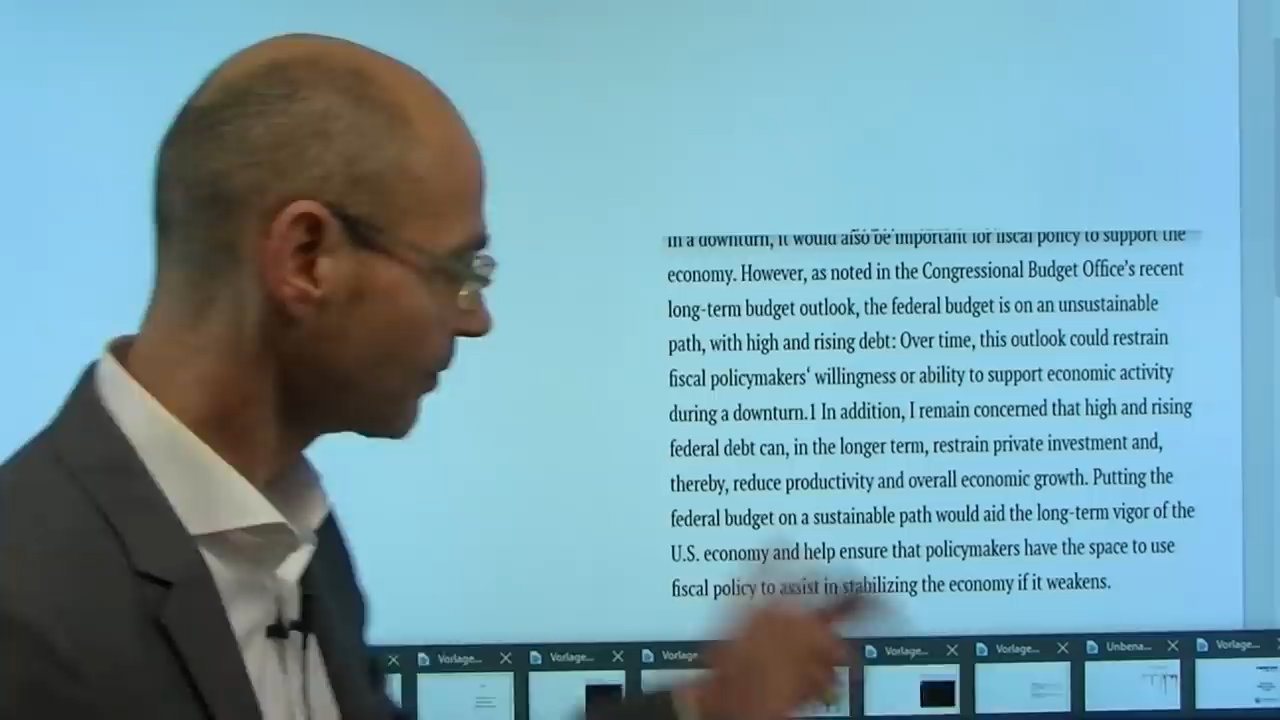 in a downturn, it would also be important for fiscal policy to support the
economy. However, as noted in the Congressional Budget Office's recent
long-term budget outlook, the federal budget is on an unsustainable
path, with high and rising debt: Over time, this outlook could restrain
fiscal policymakers‘ willingness or ability to support economic activity
during a downturn.1 In addition, I remain concerned that high and rising
federal debt can, in the longer term, restrain private investment and,
thereby, reduce productivity and overall economic growth. Putting the
federal budget on a sustainable path would aid the long-term vigor of the
U.S. economy and help ensure that policymakers have the space to use
fiscal policy to assist in stabilizing the economy if it weakens.
Vorlage... Vorlage... Vorlage Vorlage... Vorlage... Unbena... Vorlage...